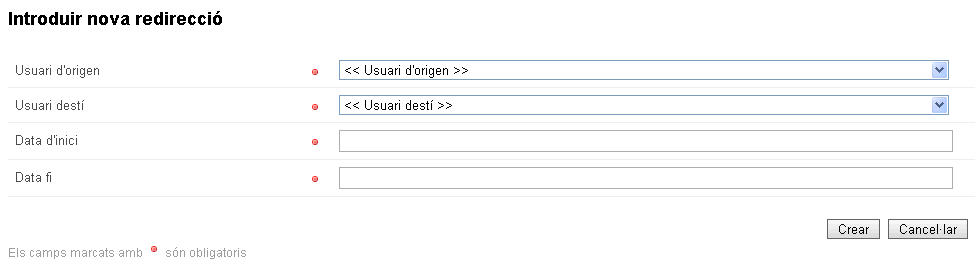 Introduir nova redirecció
Usuari d'origen << Usuari d'origen >>
Usuari destí << Usuari destí >>
Data d'inici
Data fi
Crear Cancel·lar
Els camps marcats amb són obligatoris